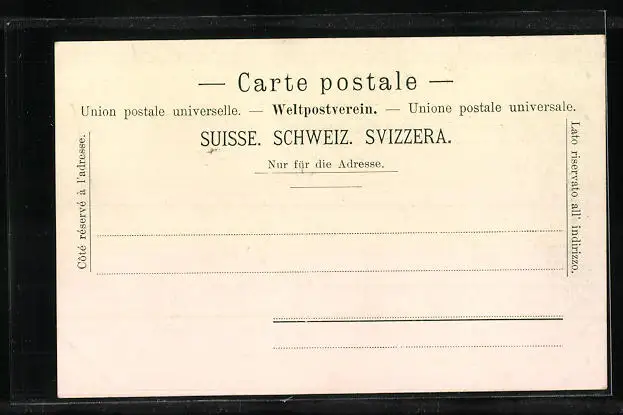 — Carte postale —
Union postale universelle. — Weltpostverein. — Unione postale universale.
SUISSE. SCHWEIZ. SVIZZERA.
Nur für die Adresse.
Côté réservé à l'adresse.
Lato riservato all' indirizzo.